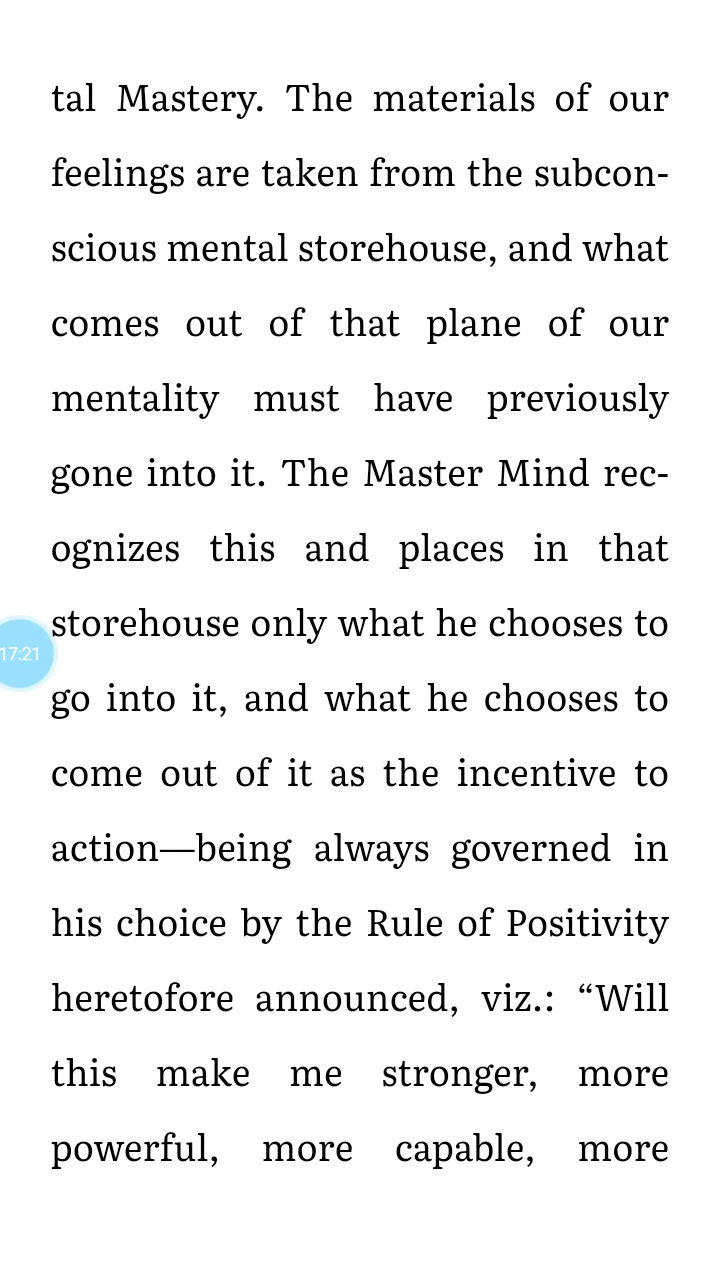 tal Mastery. The materials of our
feelings are taken from the subcon-
scious mental storehouse, and what
comes out of that plane of our
mentality must have previously
gone into it. The Master Mind rec-
ognizes this and places in that
storehouse only what he chooses to
17:21
go into it, and what he chooses to
come out of it as the incentive to
action—being always governed in
his choice by the Rule of Positivity
heretofore announced, viz.: “Will
this make me stronger, more
powerful, more capable, more